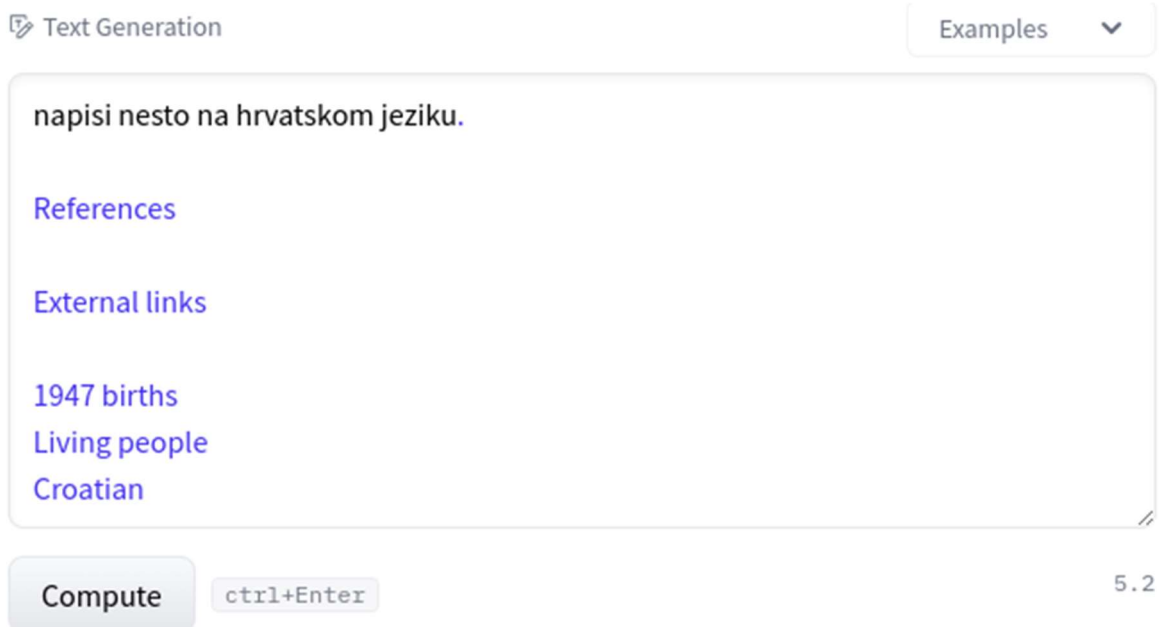 Text Generation
Examples
napisi nesto na hrvatskom jeziku.
References
External links
1947 births
Living people
Croatian
Compute
ctrl+Enter
5.2